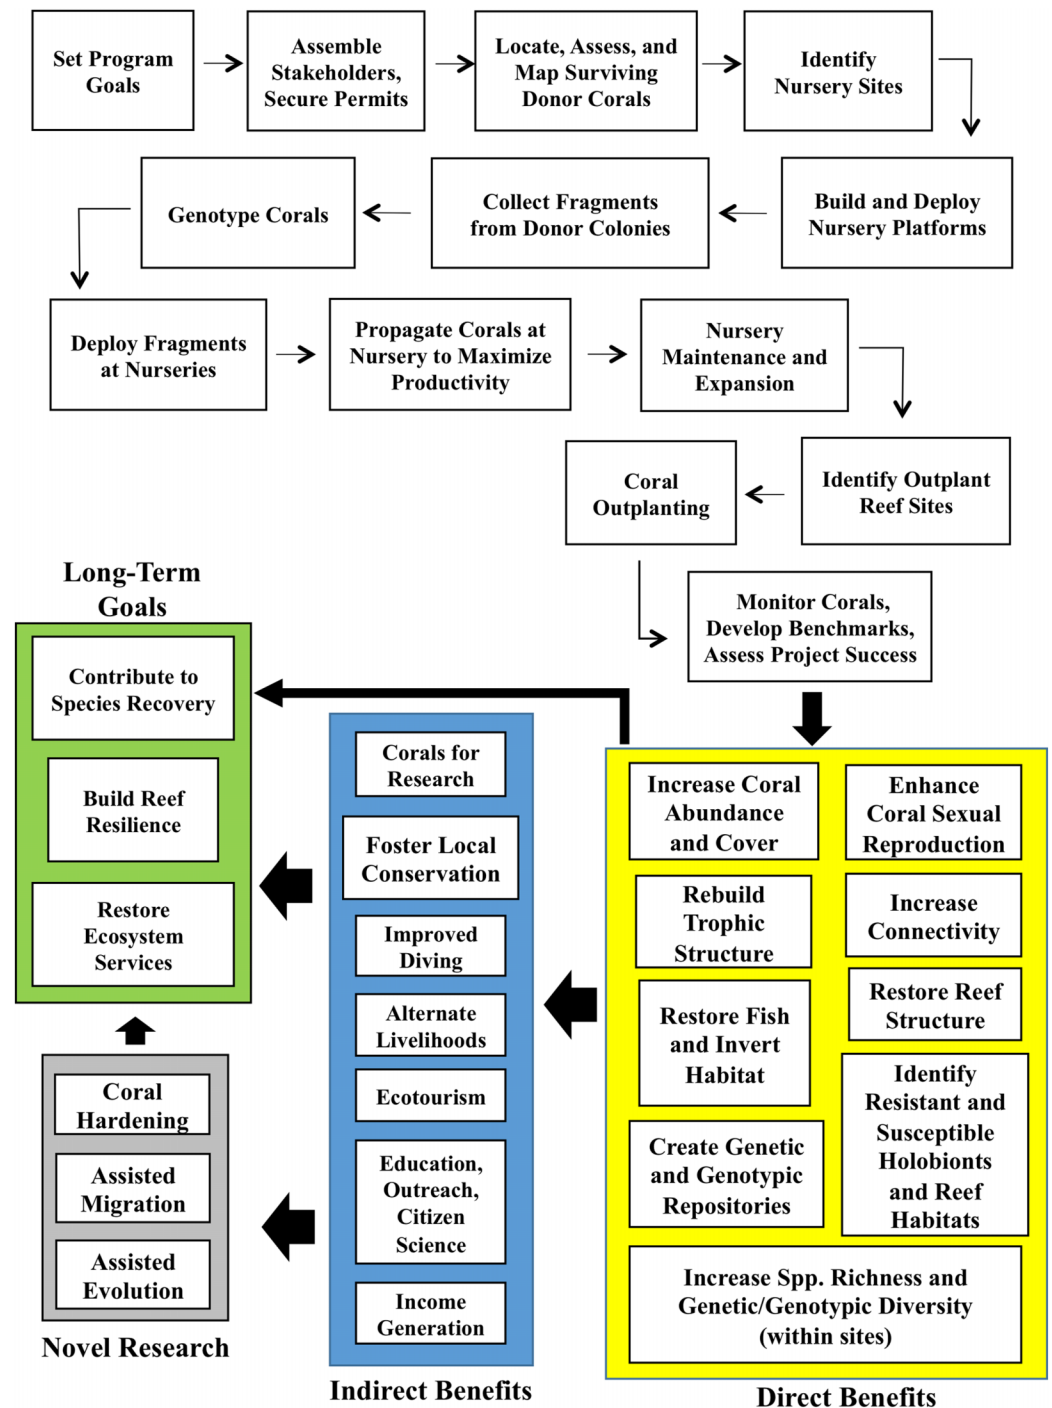 Set Program
Goals
Assemble
Stakeholders,
Secure Permits
Locate, Assess, and
Map Surviving
Donor Corals
Identify
Nursery Sites
Build and Deploy
Nursery Platforms
Collect Fragments
from Donor Colonies
Genotype Corals
Deploy Fragments
at Nurseries
Propagate Corals at
Nursery to Maximize
Productivity
Nursery
Maintenance and
Expansion
Identify Outplant
Reef Sites
Coral
Outplanting
Monitor Corals,
Develop Benchmarks,
Assess Project Success
Long-Term
Goals
Contribute to
Species Recovery
Build Reef
Resilience
Restore
Ecosystem
Services
Coral
Hardening
Assisted
Migration
Assisted
Evolution
Novel Research
Corals for
Research
Foster Local
Conservation
Improved
Diving
Alternate
Livelihoods
Ecotourism
Education,
Outreach,
Citizen
Science
Income
Generation
Indirect Benefits
Increase Coral
Abundance
and Cover
Enhance
Coral Sexual
Reproduction
Rebuild
Trophic
Structure
Increase
Connectivity
Restore Fish
and Invert
Habitat
Restore Reef
Structure
Create Genetic
and Genotypic
Repositories
Identify
Resistant and
Susceptible
Holobionts
and Reef
Habitats
Increase Spp. Richness and
Genetic/Genotypic Diversity
(within sites)
Direct Benefits